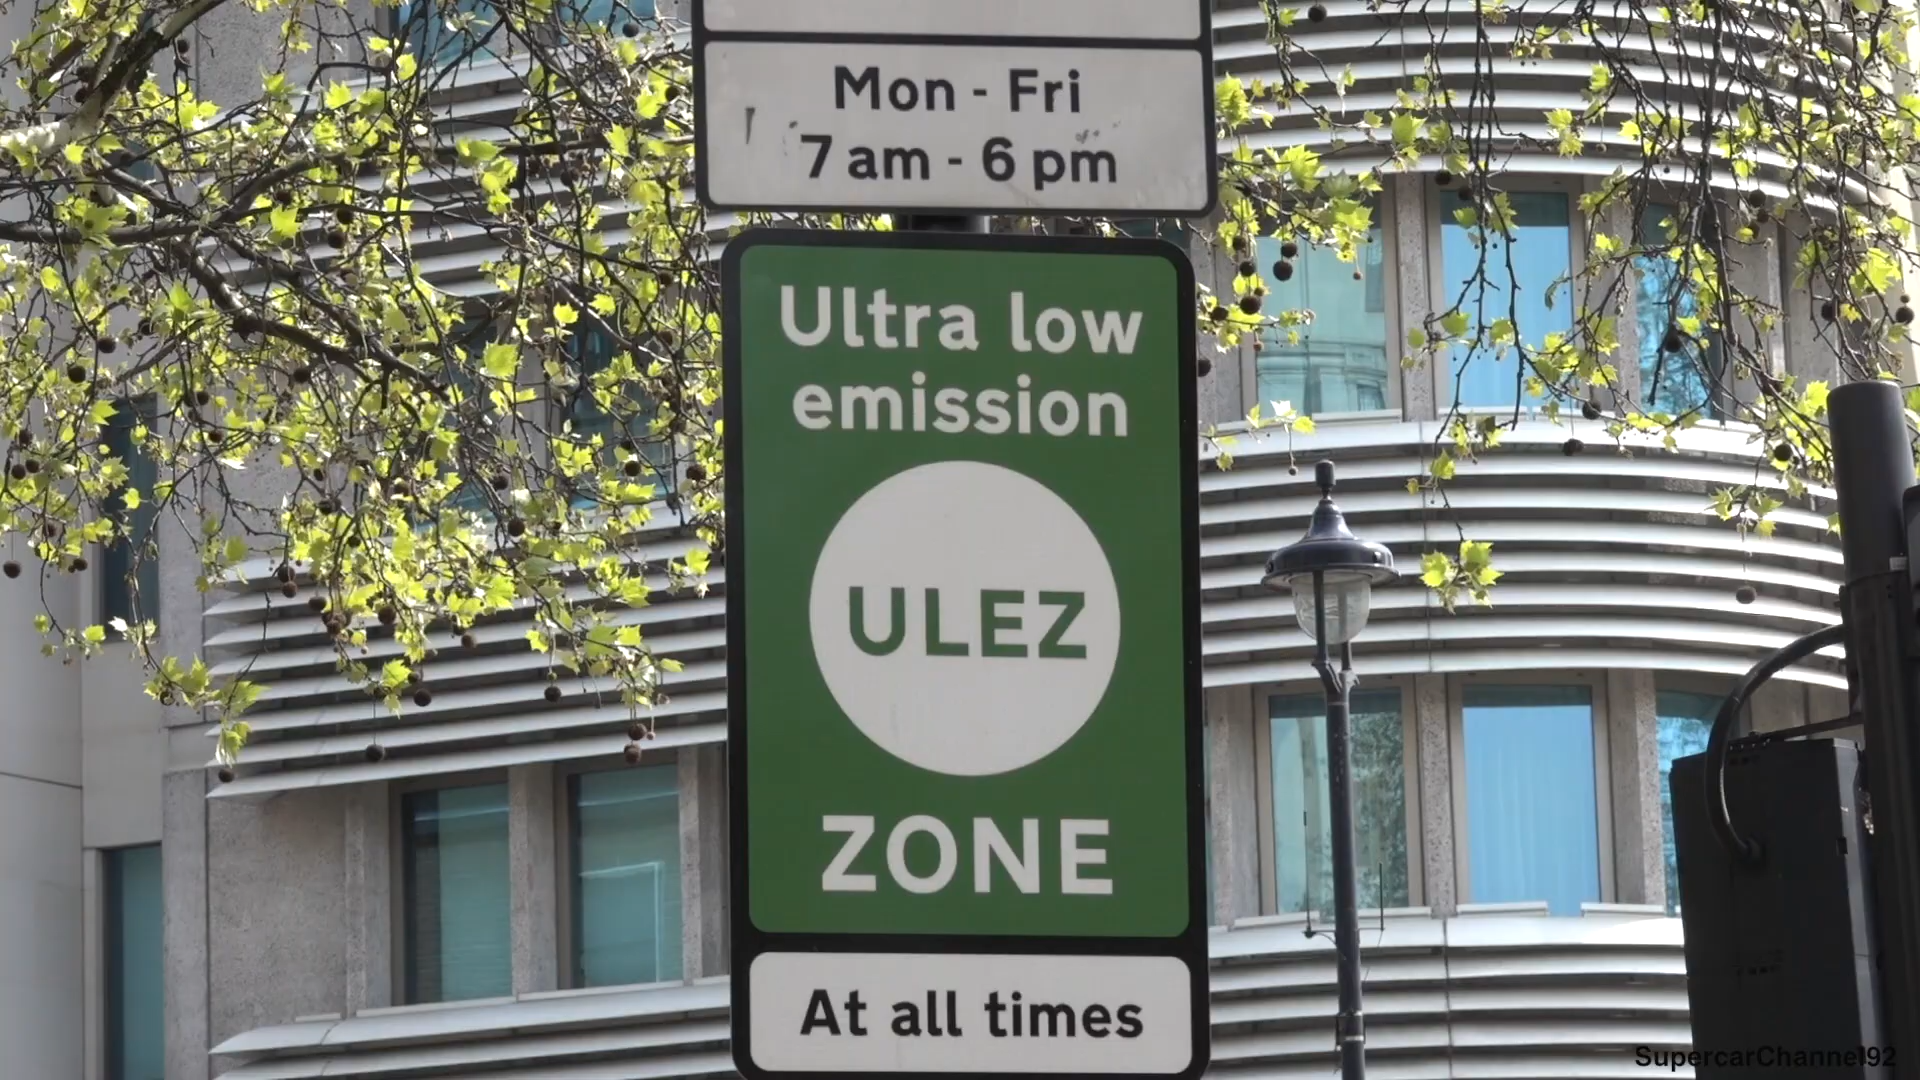 Mon - Fri
7 am - 6 pm
Ultra low
emission
ULEZ
ZONE
At all times
SupercarChannel92